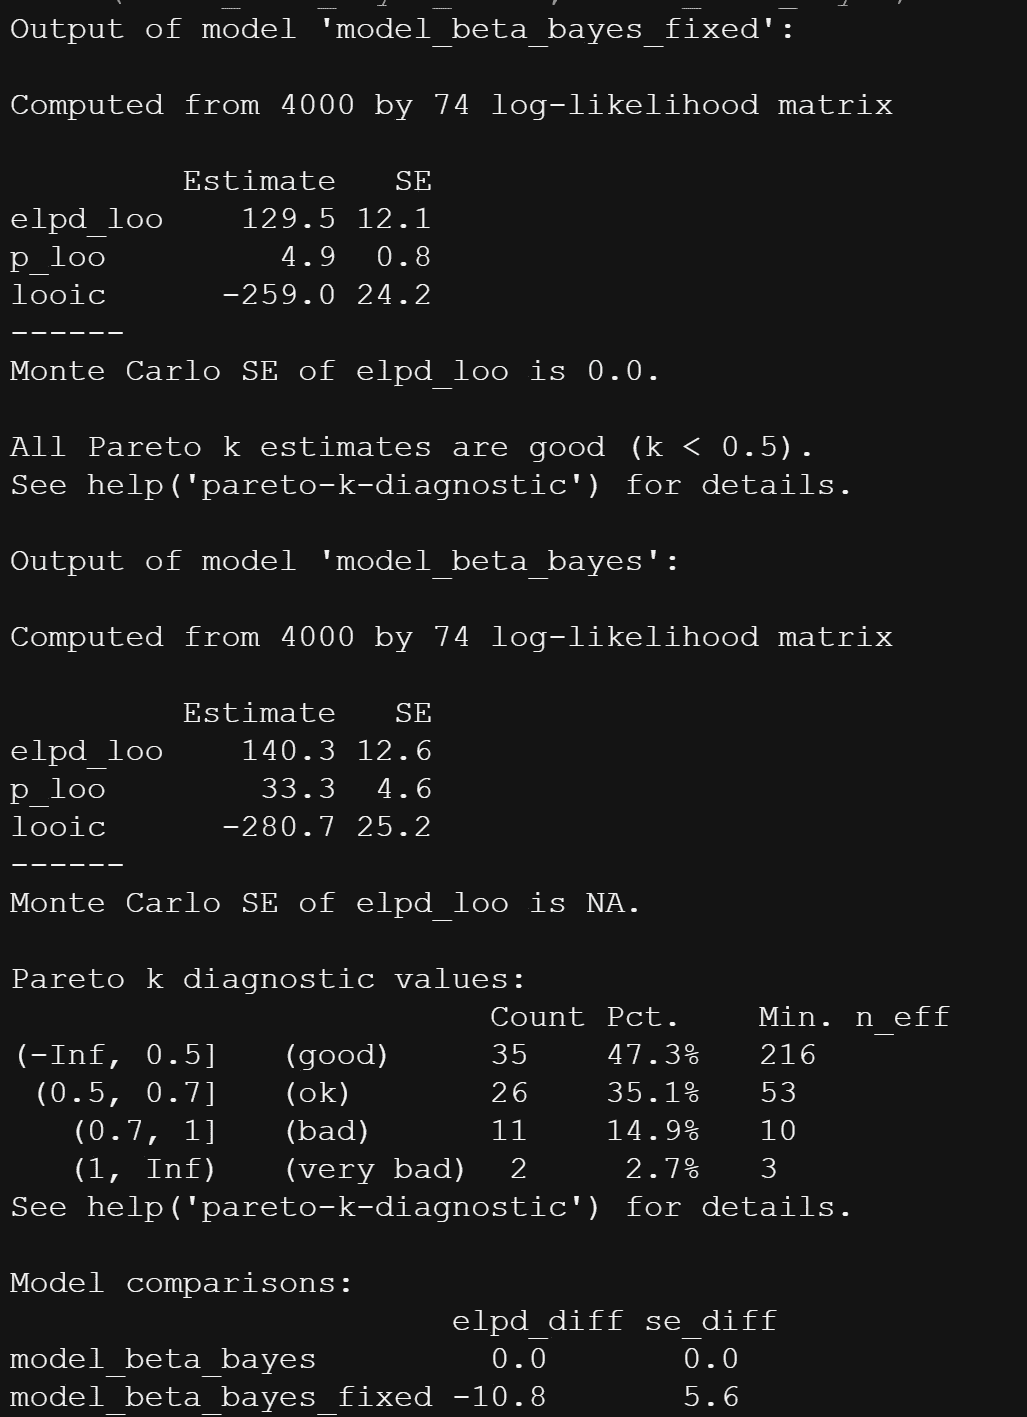 Output of model 'model_beta_bayes_fixed':
Computed from 4000 by 74 log-likelihood matrix
Estimate SE
elpd_loo 129.5 12.1
p_loo 4.9 0.8
looic -259.0 24.2
------
Monte Carlo SE of elpd_loo is 0.0.
All Pareto k estimates are good (k < 0.5).
See help('pareto-k-diagnostic') for details.
Output of model 'model_beta_bayes':
Computed from 4000 by 74 log-likelihood matrix
Estimate SE
elpd_loo 140.3 12.6
p_loo 33.3 4.6
looic -280.7 25.2
------
Monte Carlo SE of elpd_loo is NA.
Pareto k diagnostic values:
Count Pct. Min. n_eff
(-Inf, 0.5] (good) 35 47.3% 216
(0.5, 0.7] (ok) 26 35.1% 53
(0.7, 1] (bad) 11 14.9% 10
(1, Inf) (very bad) 2 2.7% 3
See help('pareto-k-diagnostic') for details.
Model comparisons:
elpd_diff se_diff
model_beta_bayes 0.0 0.0
model_beta_bayes_fixed -10.8 5.6